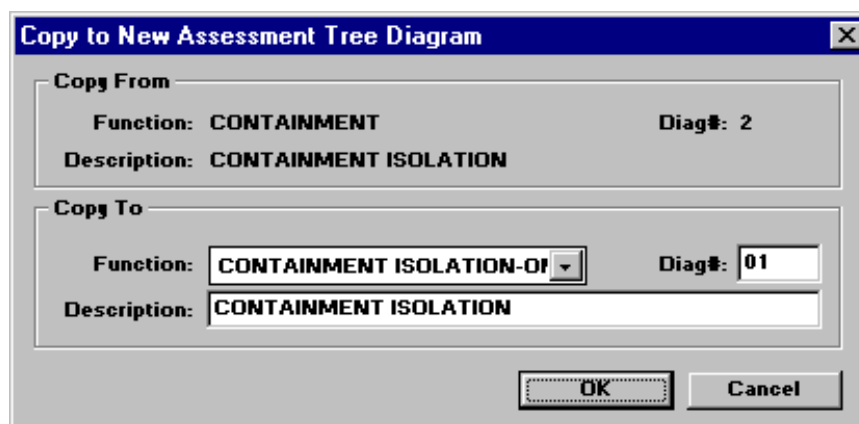 Copy to New Assessment Tree Diagram
Copy From
Function: CONTAINMENT Diag#: 2
Description: CONTAINMENT ISOLATION
Copy To
Function: CONTAINMENT ISOLATION- Diag#: 01
Description: CONTAINMENT ISOLATION
OK Cancel